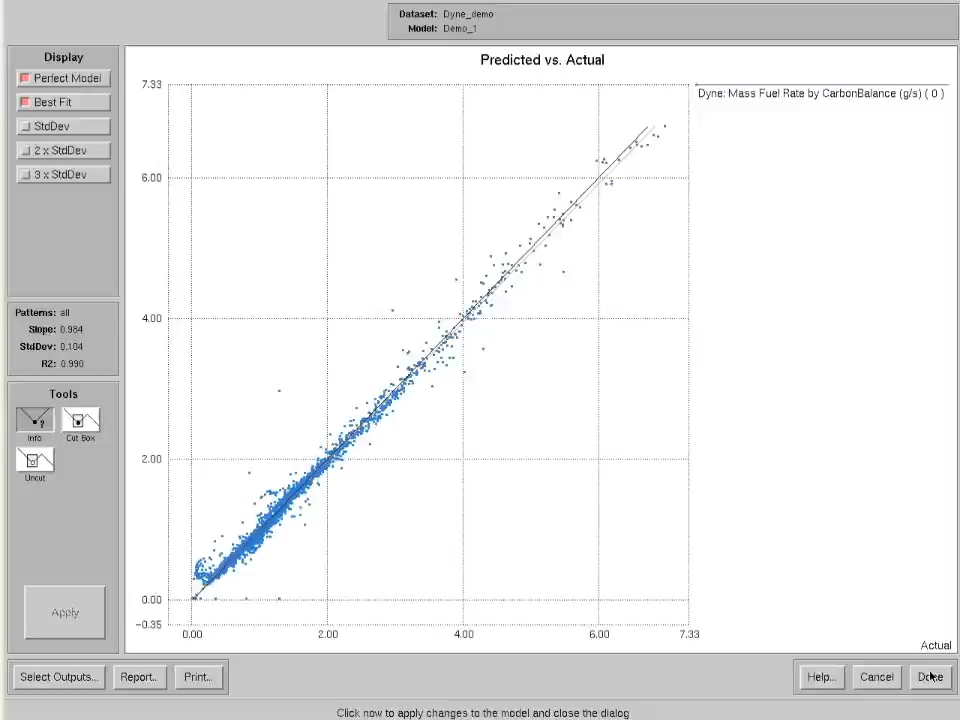 Dataset: Dyne_demo
Model: Demo_1
Display
Perfect Model
Best Fit
StdDev
2 x StdDev
3 x StdDev
Patterns: all
Slope: 0.984
StdDev: 0.104
R2: 0.990
Tools
Info
Cut Box
Uncut
Apply
Predicted vs. Actual
7.33
6.00
4.00
2.00
0.00
-0.35
0.00 2.00 4.00 6.00 7.33
Dyne: Mass Fuel Rate by CarbonBalance (g/s) ( 0 )
Actual
Select Outputs... Report.. Print... Help... Cancel Done
Click now to apply changes to the model and close the dialog